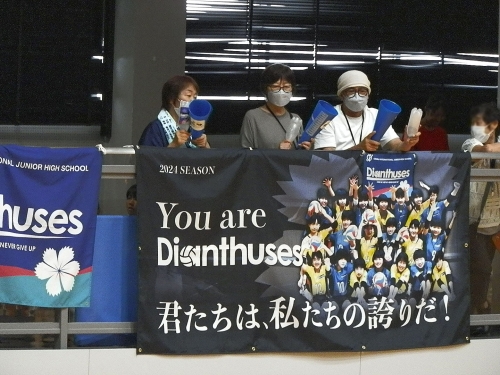 ONAL JUNIOR HIGH SCHOOL
nthuses
NEVER GIVE UP
2024 SEASON
You are
Dianthuses
君たちは、私たちの誇りだ!
Dianthuses